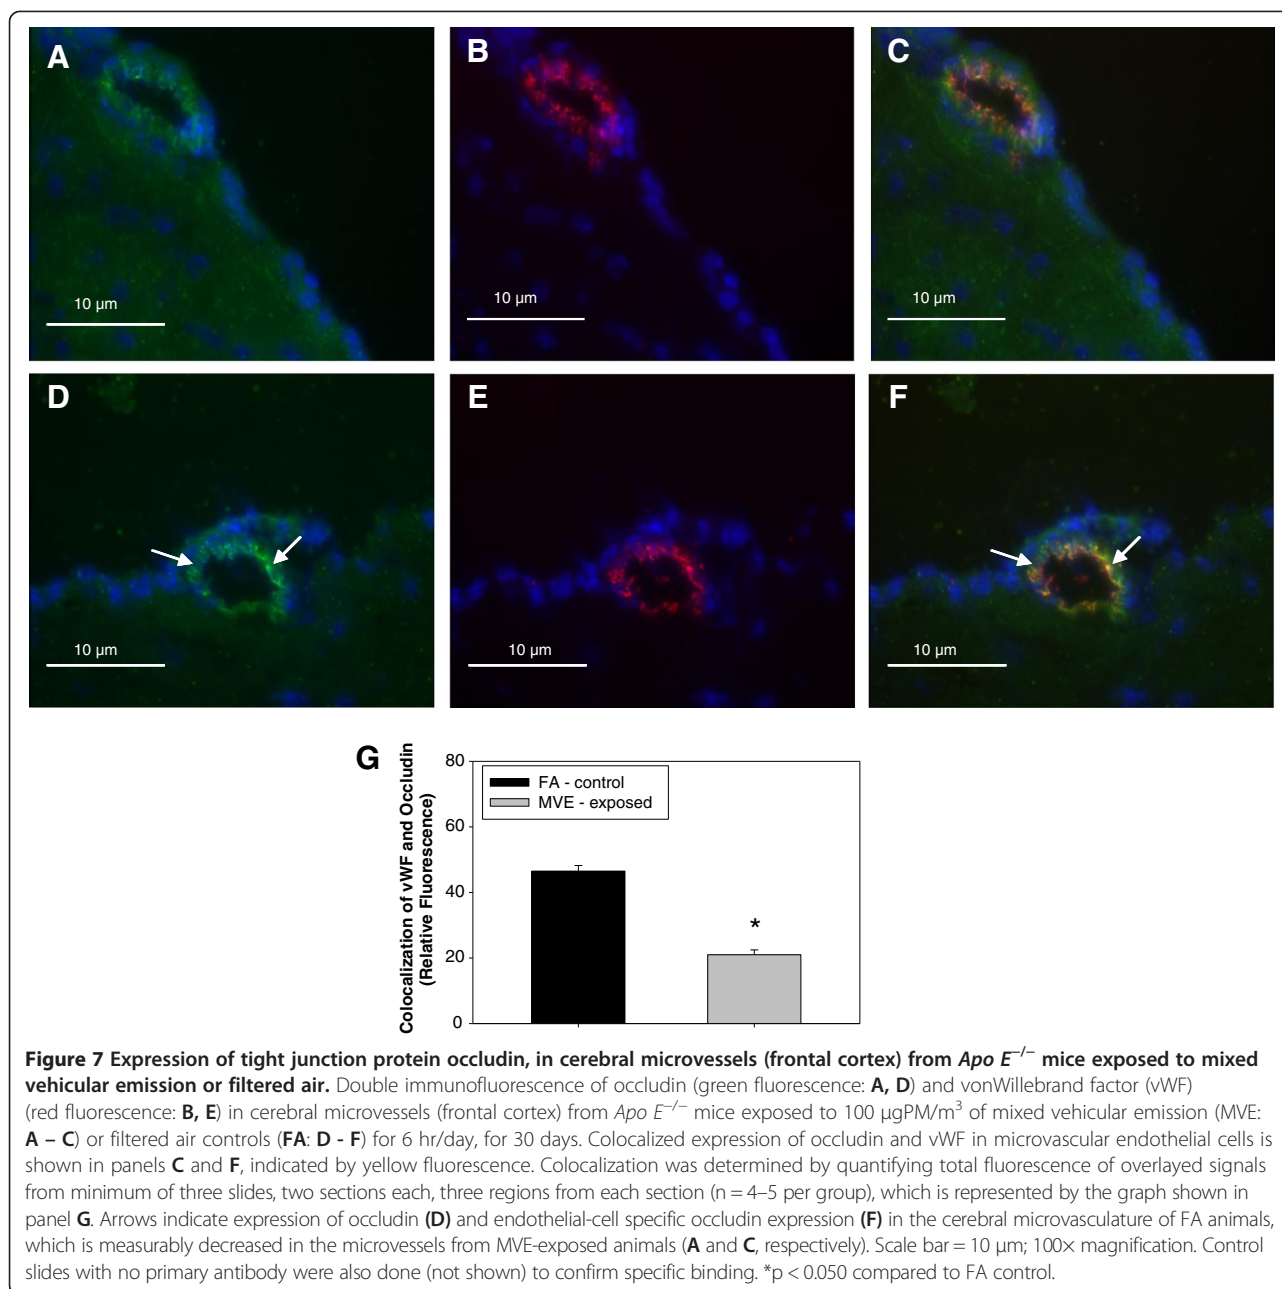 A
B
C
10 µm
10 µm
10 µm
D
E
F
10 µm
10 µm
10 µm
G
Colocalization of vWF and Occludin
(Relative Fluorescence)
80
60
40
20
0
FA - control
MVE - exposed
*
Figure 7 Expression of tight junction protein occludin, in cerebral microvessels (frontal cortex) from Apo E−/− mice exposed to mixed
vehicular emission or filtered air. Double immunofluorescence of occludin (green fluorescence: A, D) and vonWillebrand factor (vWF)
(red fluorescence: B, E) in cerebral microvessels (frontal cortex) from Apo E−/− mice exposed to 100 µgPM/m3 of mixed vehicular emission (MVE:
A – C) or filtered air controls (FA: D - F) for 6 hr/day, for 30 days. Colocalized expression of occludin and vWF in microvascular endothelial cells is
shown in panels C and F, indicated by yellow fluorescence. Colocalization was determined by quantifying total fluorescence of overlayed signals
from minimum of three slides, two sections each, three regions from each section (n = 4–5 per group), which is represented by the graph shown in
panel G. Arrows indicate expression of occludin (D) and endothelial-cell specific occludin expression (F) in the cerebral microvasculature of FA animals,
which is measurably decreased in the microvessels from MVE-exposed animals (A and C, respectively). Scale bar = 10 µm; 100× magnification. Control
slides with no primary antibody were also done (not shown) to confirm specific binding. *p < 0.050 compared to FA control.